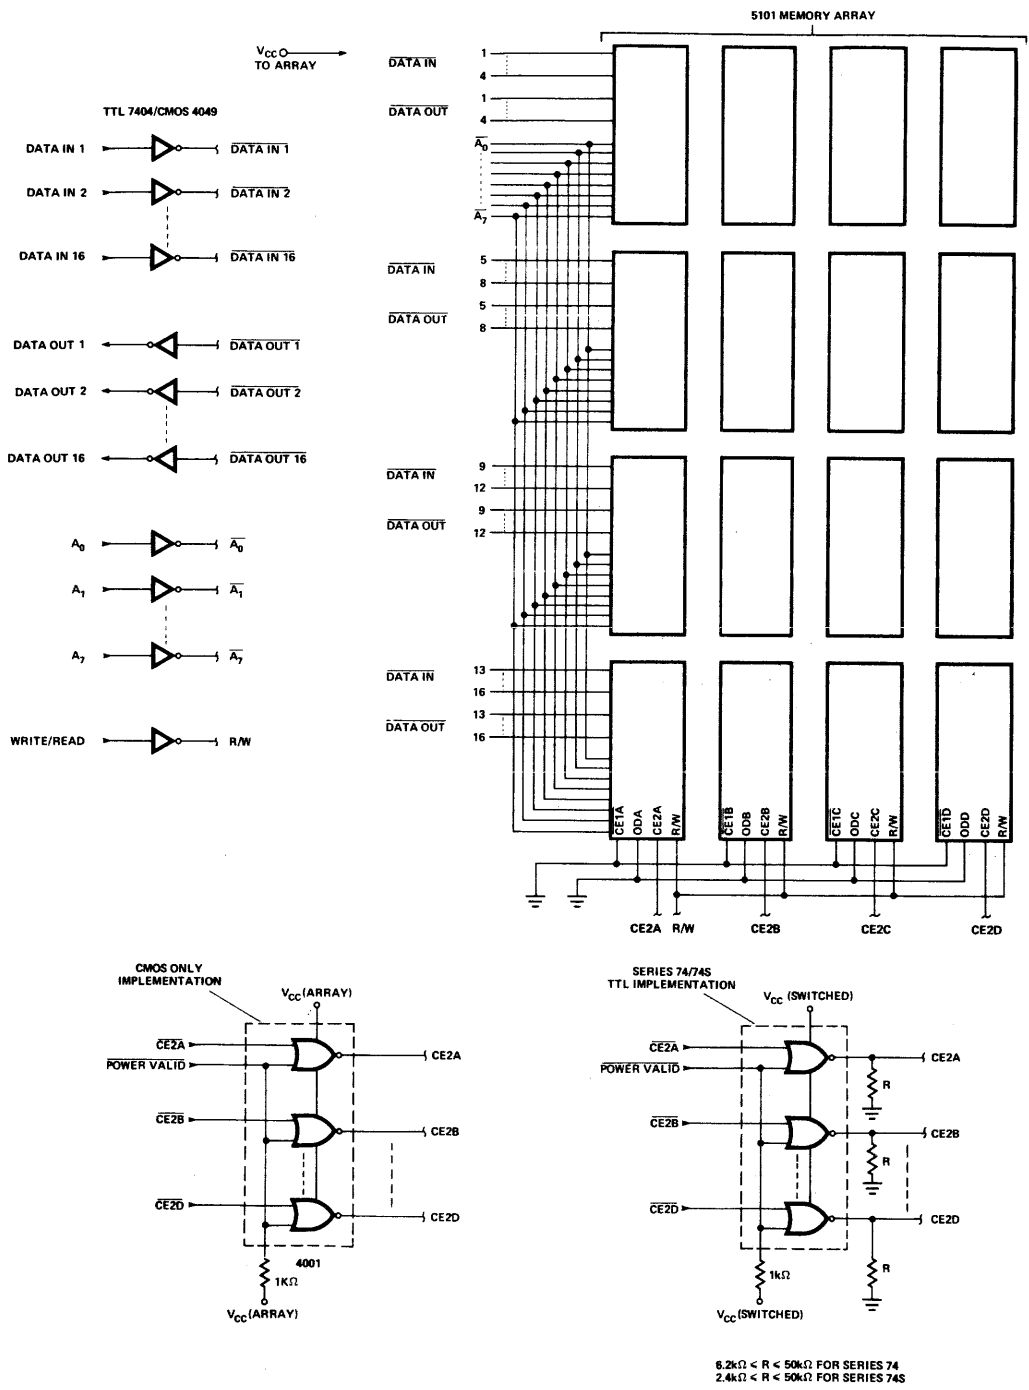 5101 MEMORY ARRAY
VCC
TO ARRAY
DATA IN
1
4
DATA OUT
1
4
A0
A7
TTL 7404/CMOS 4049
DATA IN 1
DATA IN 1
DATA IN 2
DATA IN 2
DATA IN 16
DATA IN 16
DATA IN
5
8
DATA OUT
5
8
DATA OUT 1
DATA OUT 1
DATA OUT 2
DATA OUT 2
DATA OUT 16
DATA OUT 16
DATA IN
9
12
DATA OUT
9
12
A0
A0
A1
A1
A7
A7
DATA IN
13
16
DATA OUT
13
16
WRITE/READ
R/W
CE1A
ODA
CE2A
R/W
CE1B
ODB
CE2B
R/W
CE1C
ODC
CE2C
R/W
CE1D
ODD
CE2D
R/W
CE2A R/W
CE2B
CE2C
CE2D
CMOS ONLY
IMPLEMENTATION
VCC (ARRAY)
CE2A
CE2A
POWER VALID
CE2B
CE2B
CE2D
CE2D
4001
1KΩ
VCC (ARRAY)
SERIES 74/74S
TTL IMPLEMENTATION
VCC (SWITCHED)
CE2A
CE2A
POWER VALID
R
CE2B
CE2B
R
CE2D
CE2D
R
1kΩ
VCC (SWITCHED)
6.2kΩ < R < 50kΩ FOR SERIES 74
2.4kΩ < R < 50kΩ FOR SERIES 74S